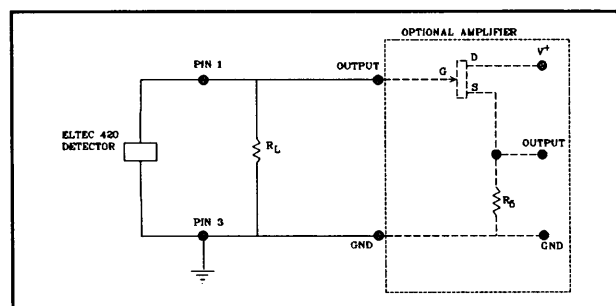 OPTIONAL AMPLIFIER
PIN 1
OUTPUT
G
D
V+
S
ELTEC 420
DETECTOR
RL
OUTPUT
RS
PIN 3
GND
GND